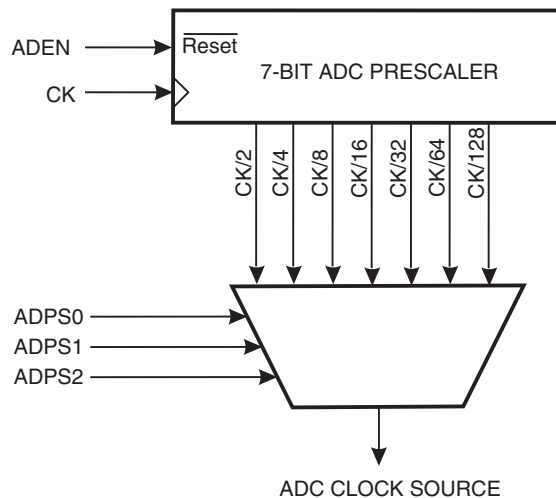 ADEN
Reset
7-BIT ADC PRESCALER
CK
CK/2
CK/4
CK/8
CK/16
CK/32
CK/64
CK/128
ADPS0
ADPS1
ADPS2
ADC CLOCK SOURCE